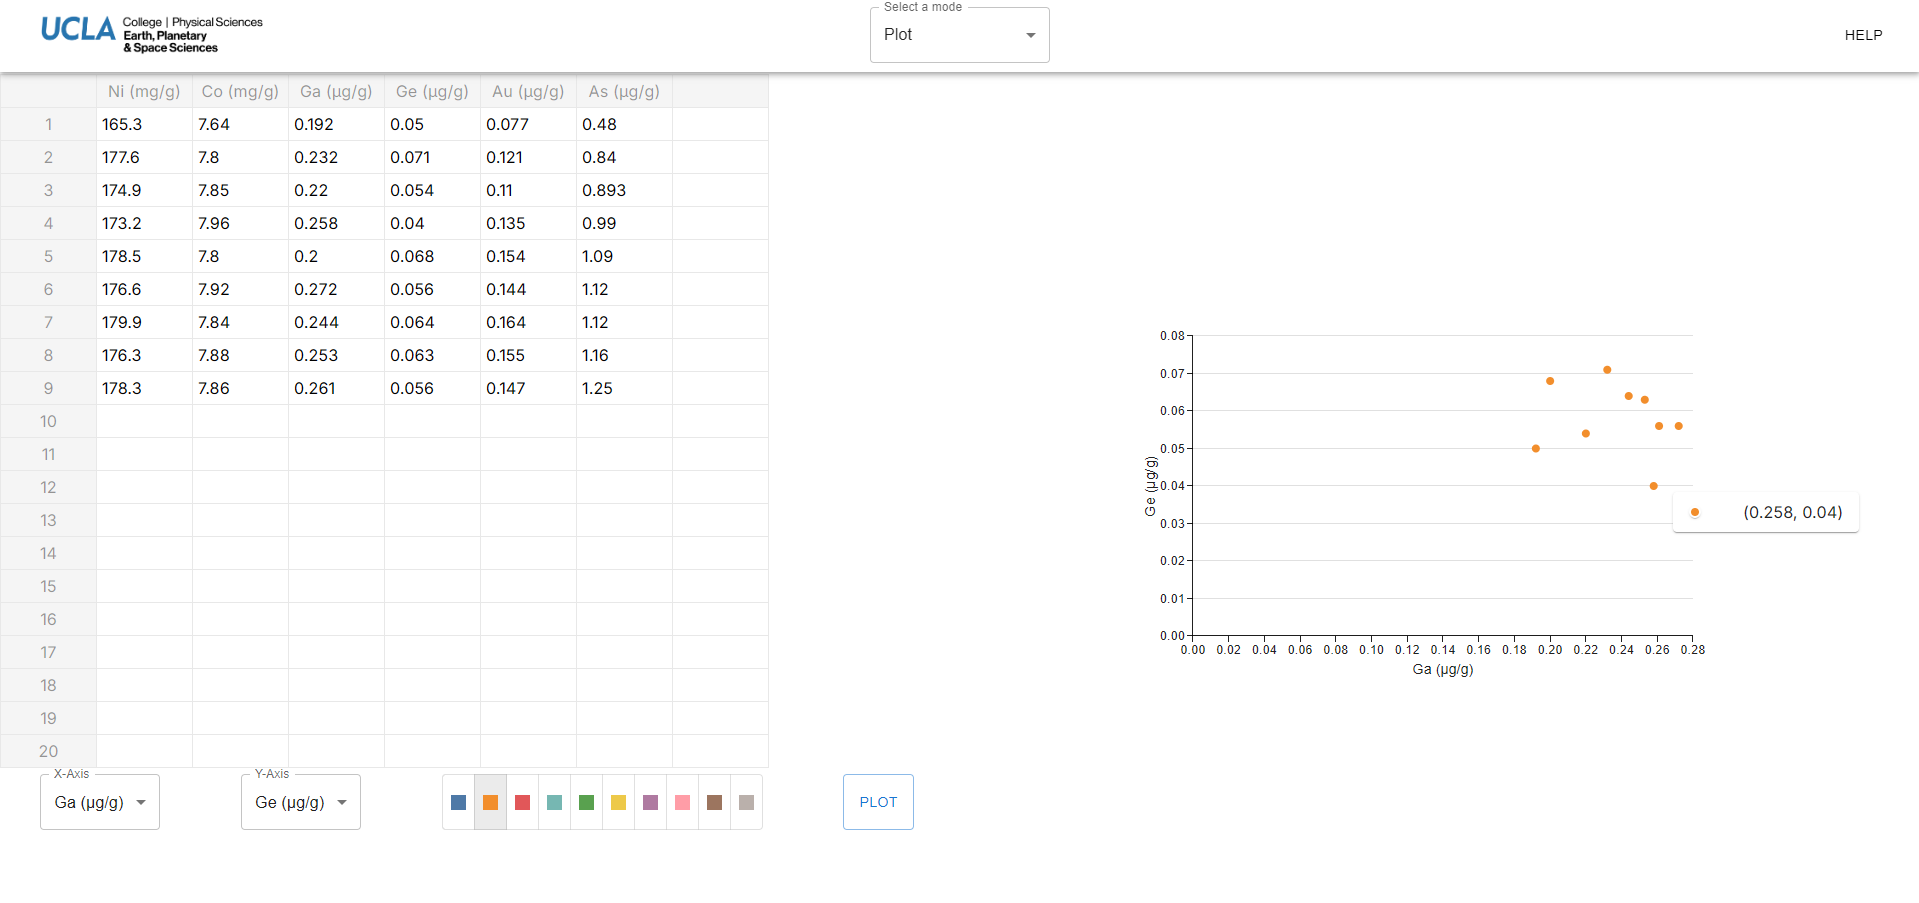 UCLA College | Physical Sciences
Earth, Planetary
& Space Sciences
Select a mode
Plot
HELP
Ni (mg/g) Co (mg/g) Ga (µg/g) Ge (µg/g) Au (µg/g) As (µg/g)
1 165.3 7.64 0.192 0.05 0.077 0.48
2 177.6 7.8 0.232 0.071 0.121 0.84
3 174.9 7.85 0.22 0.054 0.11 0.893
4 173.2 7.96 0.258 0.04 0.135 0.99
5 178.5 7.8 0.2 0.068 0.154 1.09
6 176.6 7.92 0.272 0.056 0.144 1.12
7 179.9 7.84 0.244 0.064 0.164 1.12
8 176.3 7.88 0.253 0.063 0.155 1.16
9 178.3 7.86 0.261 0.056 0.147 1.25
10
11
12
13
14
15
16
17
18
19
20
0.08
0.07
0.06
0.05
0.04
0.03
0.02
0.01
0.00
Ge (µg/g)
(0.258, 0.04)
0.00 0.02 0.04 0.06 0.08 0.10 0.12 0.14 0.16 0.18 0.20 0.22 0.24 0.26 0.28
Ga (µg/g)
X-Axis
Ga (µg/g)
Y-Axis
Ge (µg/g)
PLOT